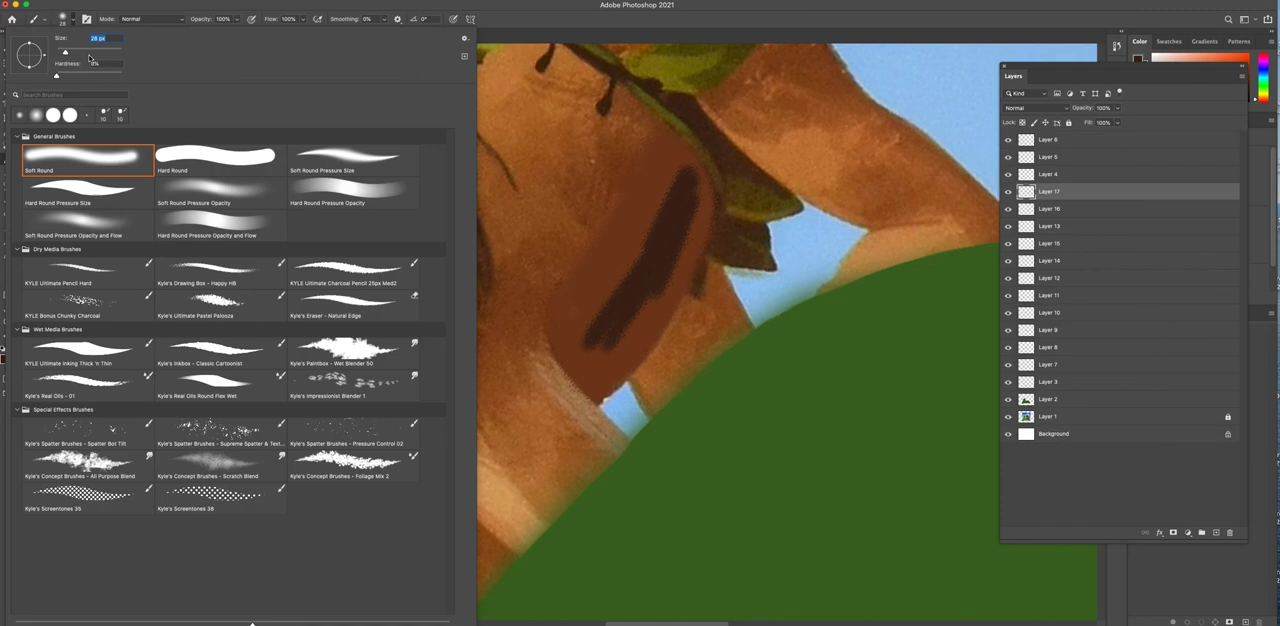 Adobe Photoshop 2021
28
Mode: Normal
Opacity: 100%
Flow: 100%
Smoothing: 0%
0°
Size: 28 px
Hardness: 0%
Search Brushes
10 10
General Brushes
Soft Round
Hard Round
Soft Round Pressure Size
Hard Round Pressure Size
Soft Round Pressure Opacity
Hard Round Pressure Opacity
Soft Round Pressure Opacity and Flow
Hard Round Pressure Opacity and Flow
Dry Media Brushes
KYLE Ultimate Pencil Hard
Kyle's Drawing Box - Happy HB
KYLE Ultimate Charcoal Pencil 25px Med2
KYLE Bonus Chunky Charcoal
Kyle's Ultimate Pastel Palooza
Kyle's Eraser - Natural Edge
Wet Media Brushes
KYLE Ultimate Inking Thick 'n Thin
Kyle's Inkbox - Classic Cartoonist
Kyle's Paintbox - Wet Blender 50
Kyle's Real Oils - 01
Kyle's Real Oils Round Flex Wet
Kyle's Impressionist Blender 1
Special Effects Brushes
Kyle's Spatter Brushes - Spatter Bot Tilt
Kyle's Spatter Brushes - Supreme Spatter & Text...
Kyle's Spatter Brushes - Pressure Control 02
Kyle's Concept Brushes - All Purpose Blend
Kyle's Concept Brushes - Scratch Blend
Kyle's Concept Brushes - Foliage Mix 2
Kyle's Screentones 35
Kyle's Screentones 38
Color
Swatches
Gradients
Patterns
Layers
Kind
Normal
Opacity: 100%
Lock:
Fill: 100%
Layer 6
Layer 5
Layer 4
Layer 17
Layer 16
Layer 13
Layer 15
Layer 14
Layer 12
Layer 11
Layer 10
Layer 9
Layer 8
Layer 7
Layer 3
Layer 2
Layer 1
Background